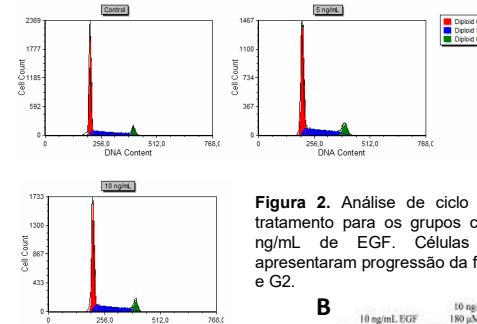 Control
2369
1777
1185
592
0
Cell Count
0 256,0 512,0 768,0
DNA Content
5 ng/mL
1467
1100
734
367
0
Cell Count
0 256,0 512,0 768,0
DNA Content
Diploid
Diploid
Diploid
10 ng/mL
1733
1300
867
433
0
Cell Count
0 256,0 512,0 768,0
Figura 2. Análise de ciclo
tratamento para os grupos
ng/mL de EGF. Células
apresentaram progressão da
e G2.
B
10 ng/mL EGF
10 ng
180 µM